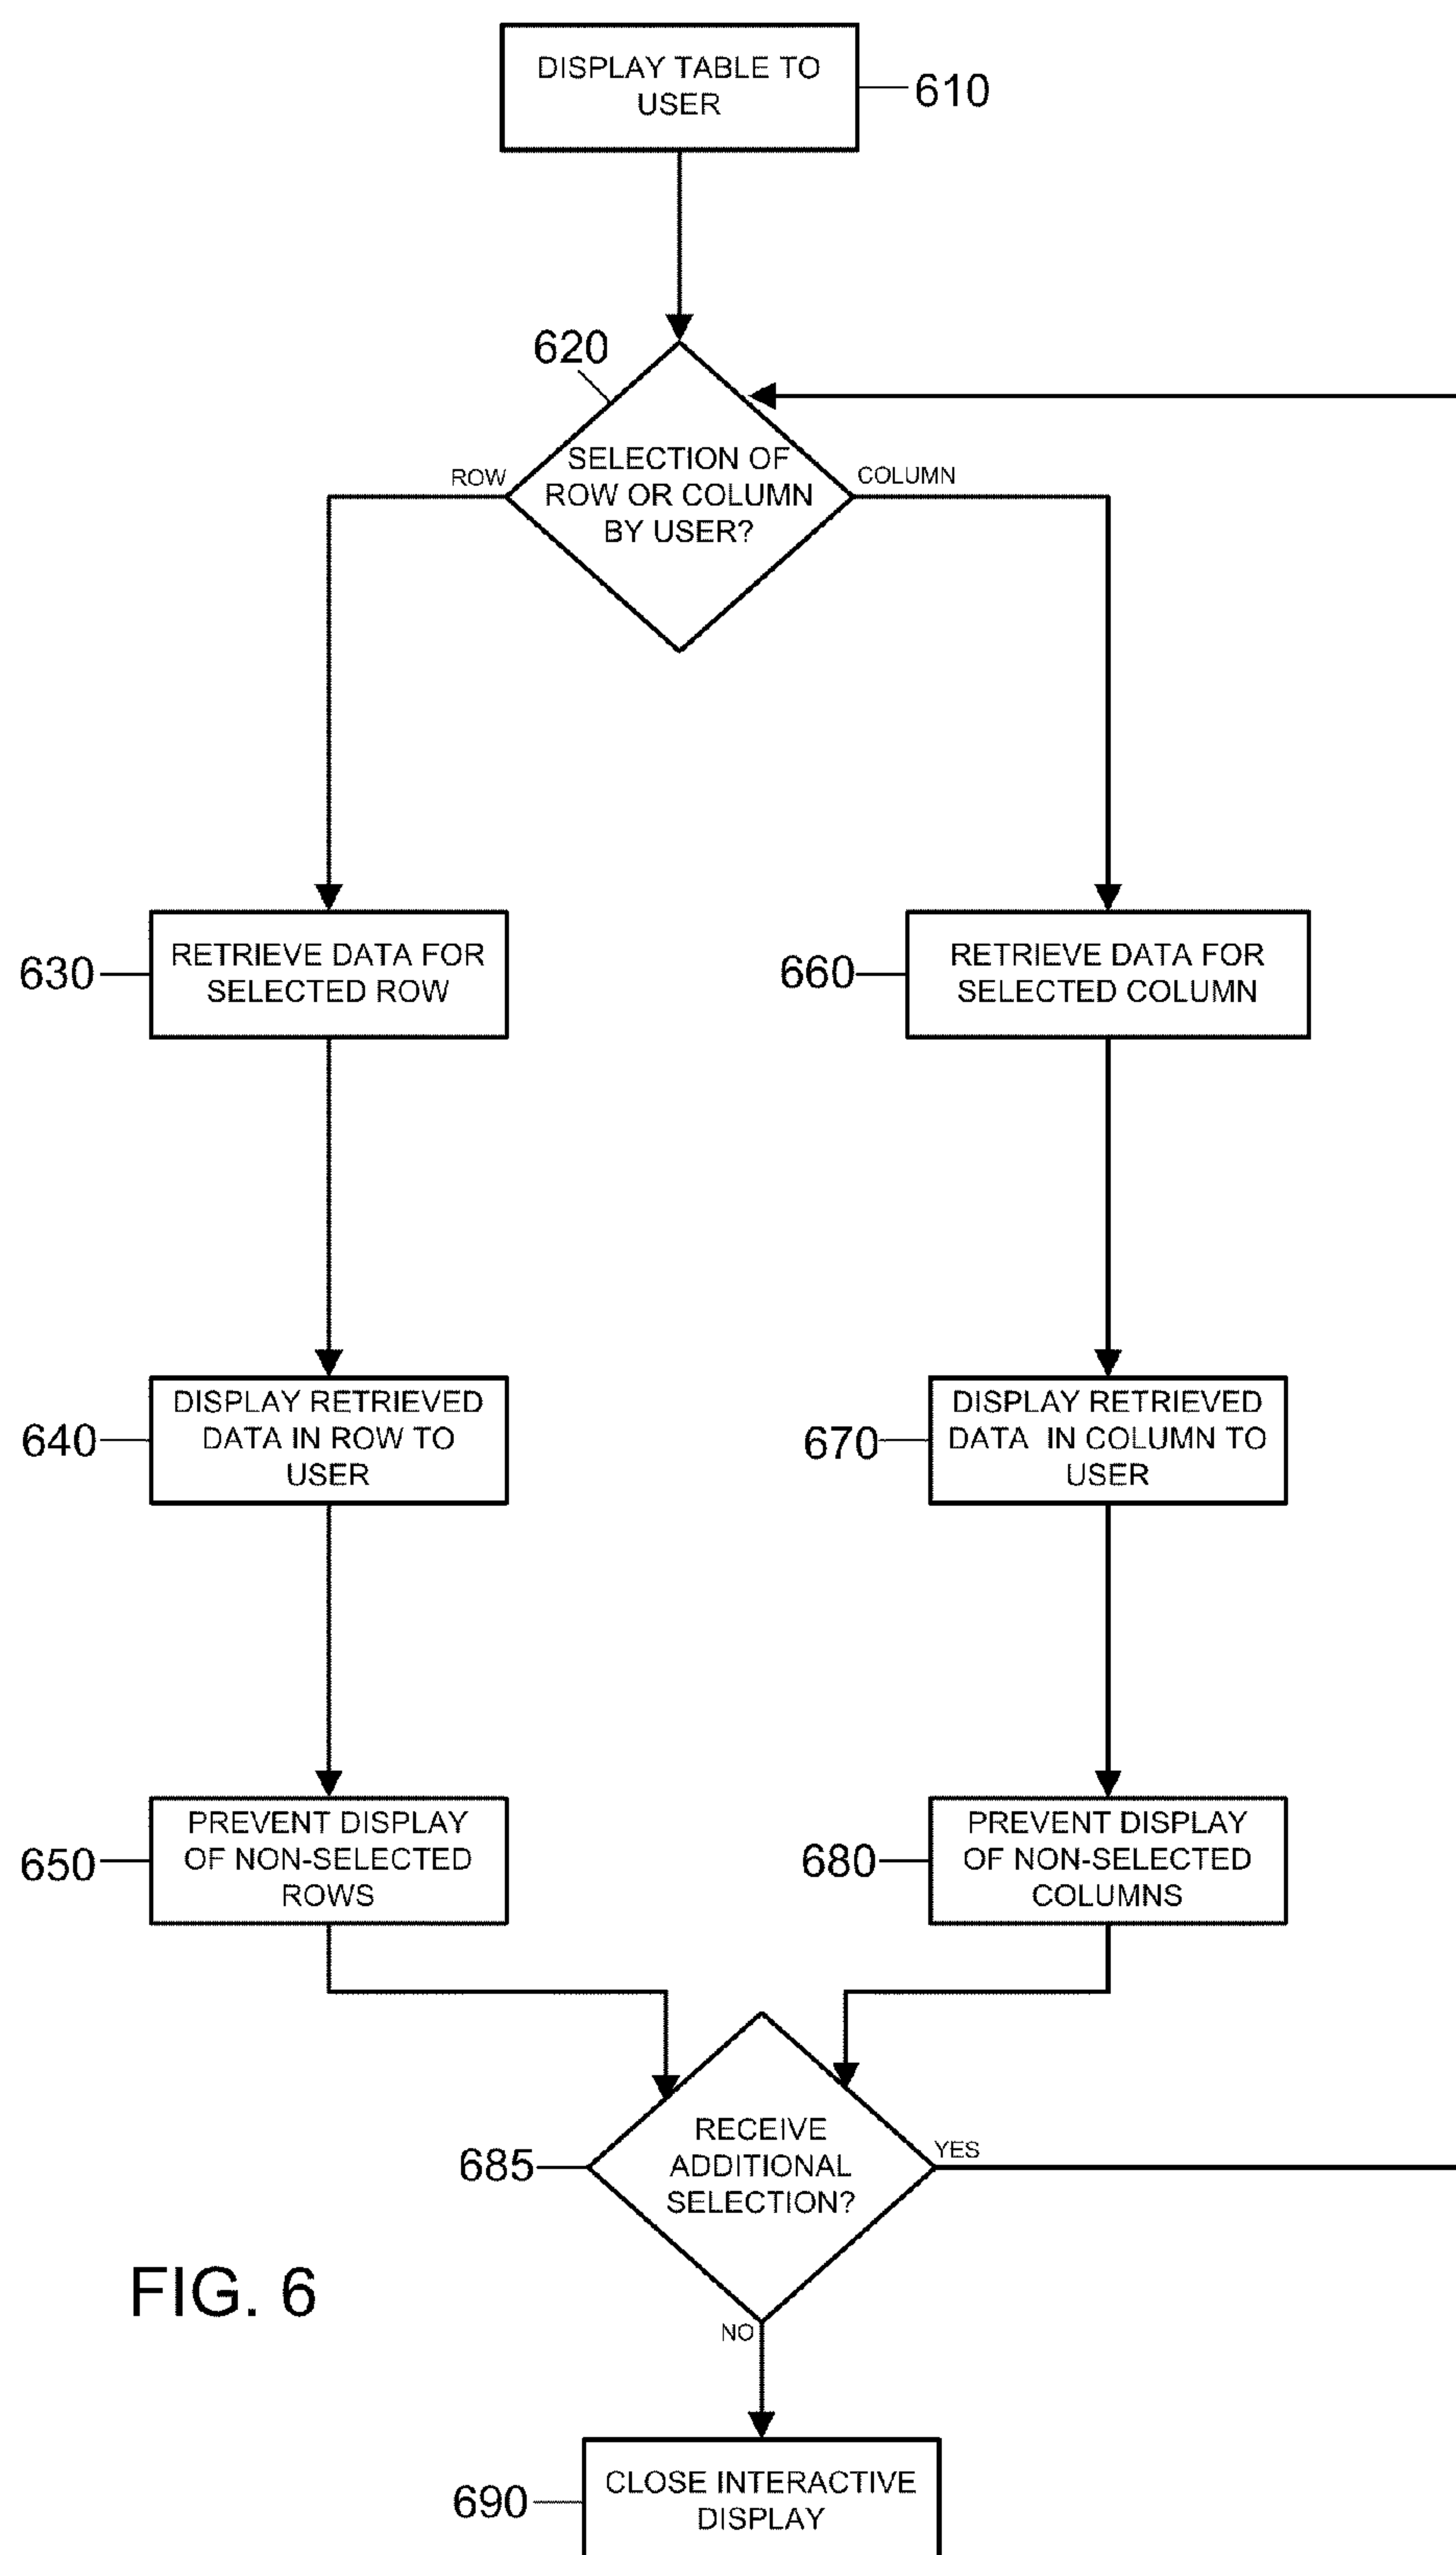 DISPLAY TABLE TO
USER
610
620
ROW
SELECTION OF
ROW OR COLUMN
BY USER?
COLUMN
630
RETRIEVE DATA FOR
SELECTED ROW
660
RETRIEVE DATA FOR
SELECTED COLUMN
640
DISPLAY RETRIEVED
DATA IN ROW TO
USER
670
DISPLAY RETRIEVED
DATA IN COLUMN TO
USER
650
PREVENT DISPLAY
OF NON-SELECTED
ROWS
680
PREVENT DISPLAY
OF NON-SELECTED
COLUMNS
685
RECEIVE
ADDITIONAL
SELECTION?
YES
FIG. 6
NO
690
CLOSE INTERACTIVE
DISPLAY